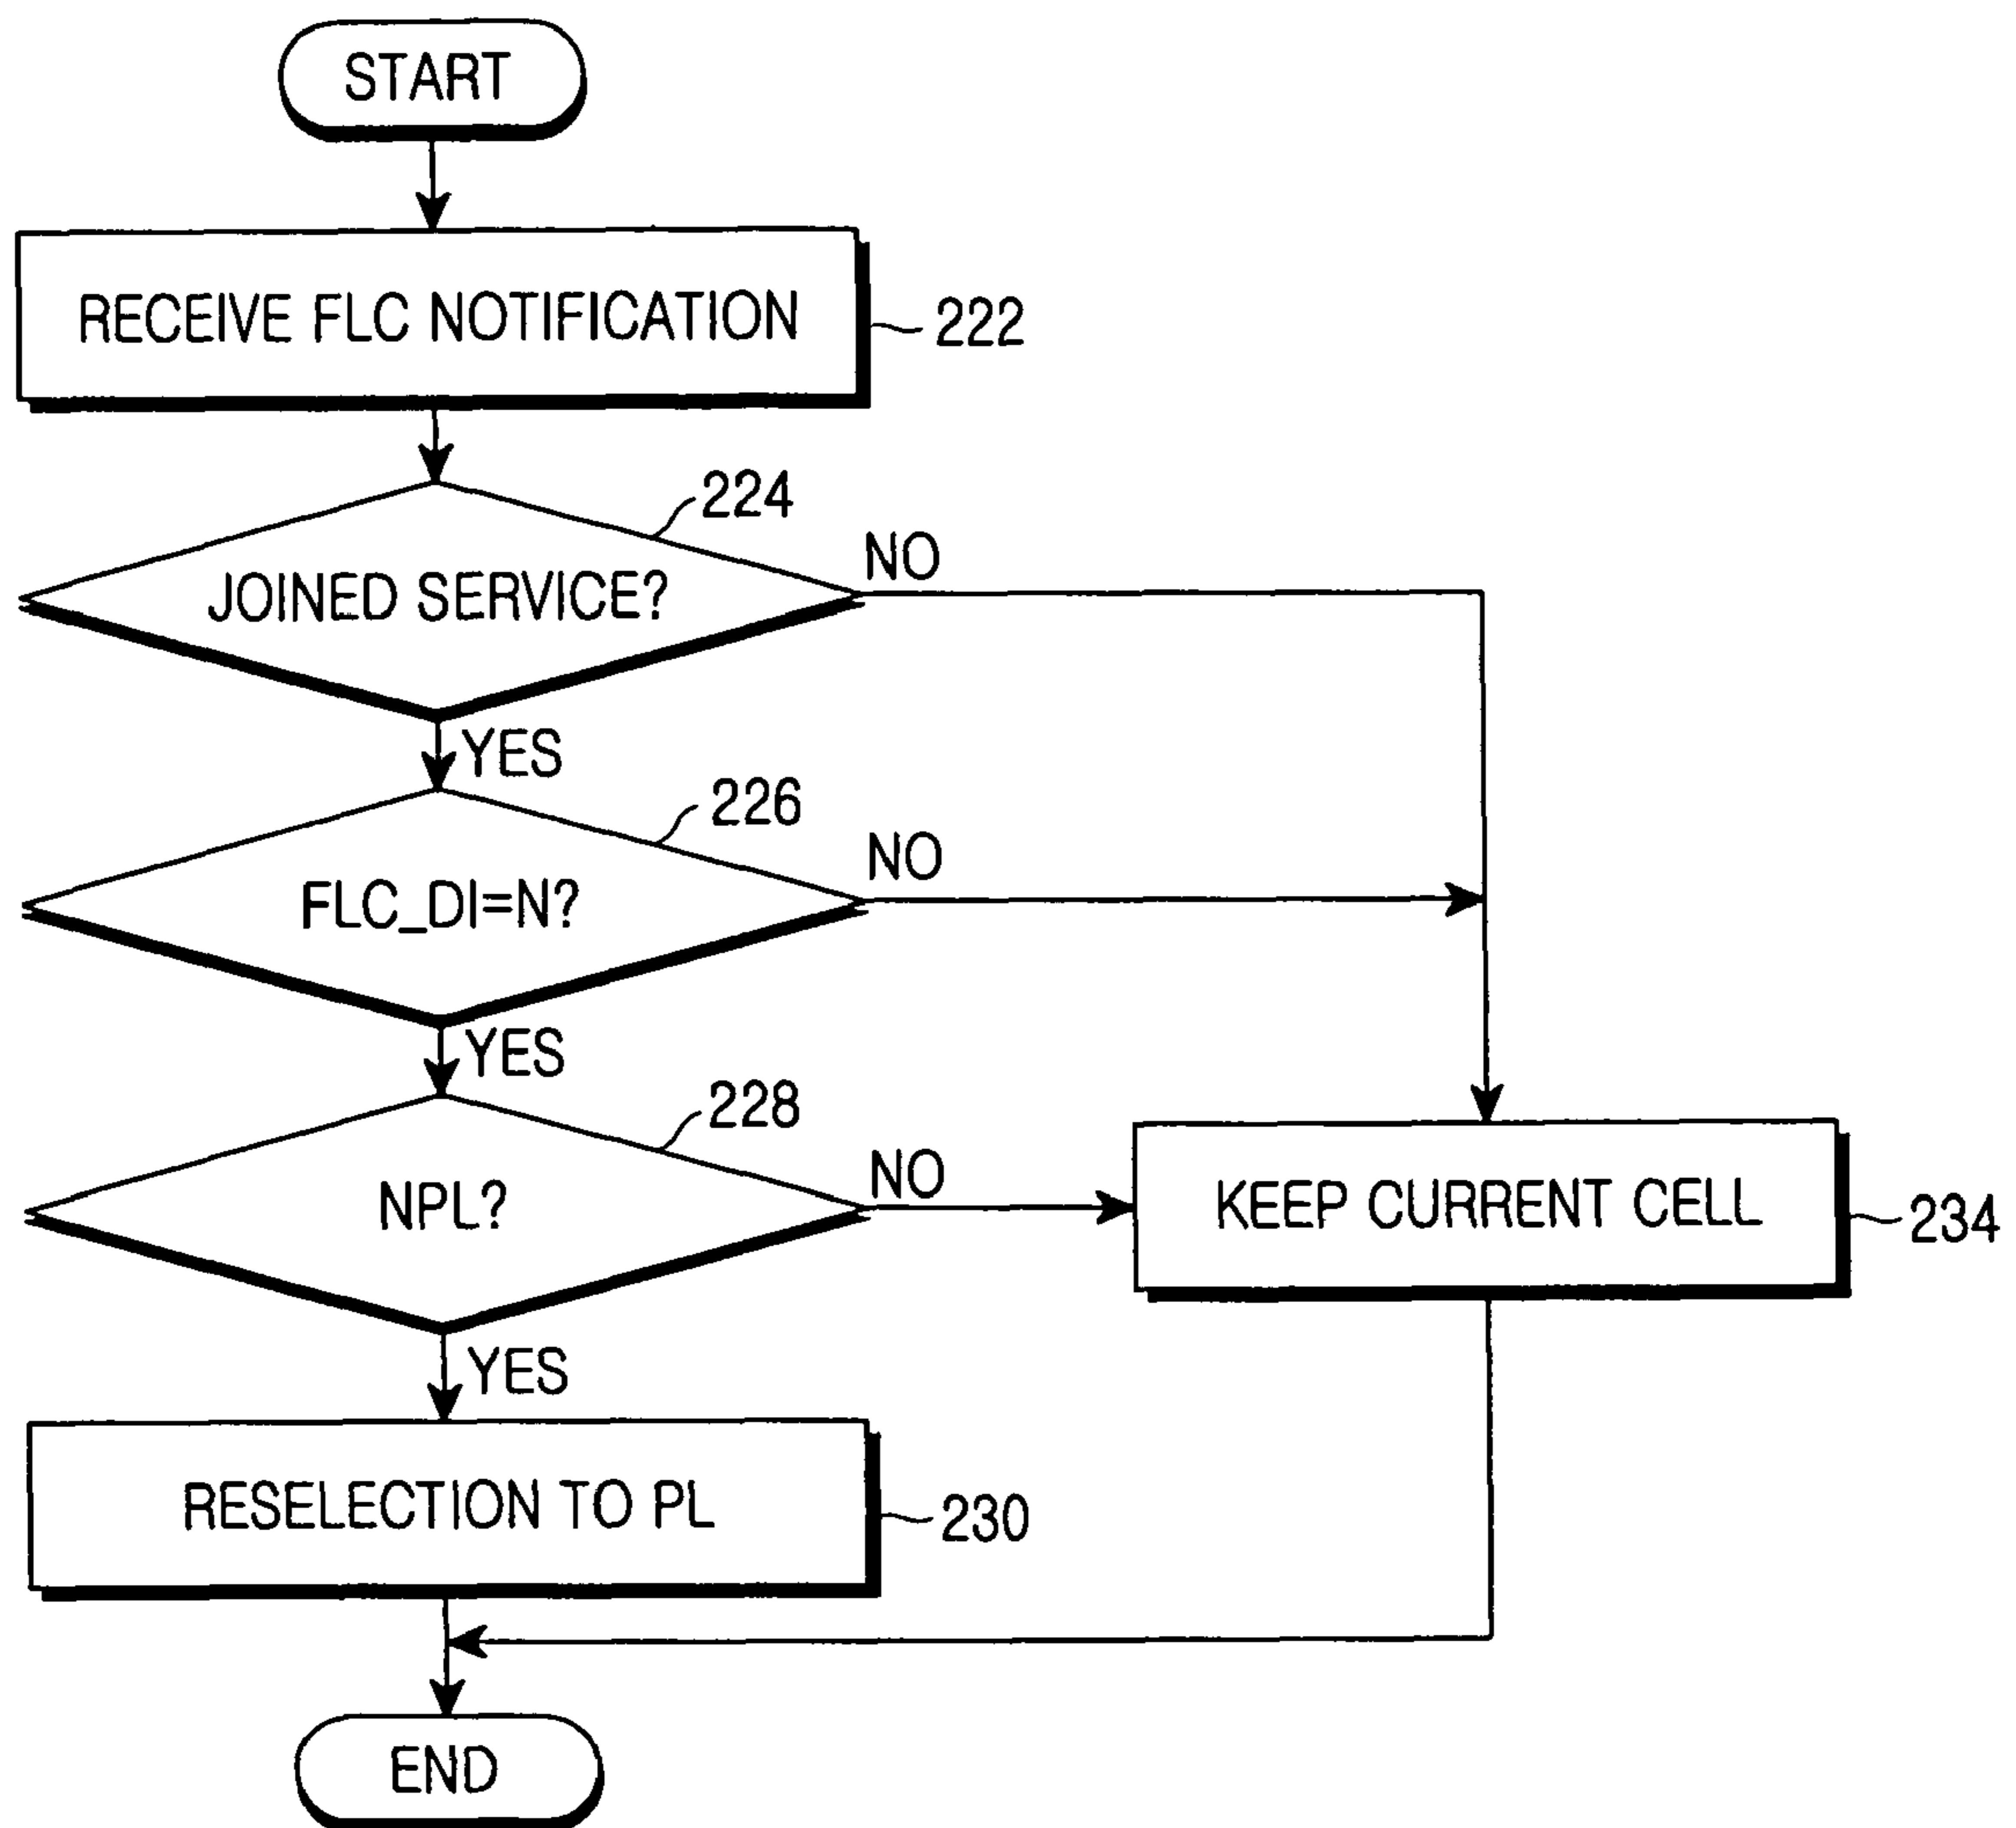 START
RECEIVE FLC NOTIFICATION
222
224
JOINED SERVICE?
NO
YES
226
FLC_DI=N?
NO
YES
228
NPL?
NO
KEEP CURRENT CELL
234
YES
RESELECTION TO PL
230
END